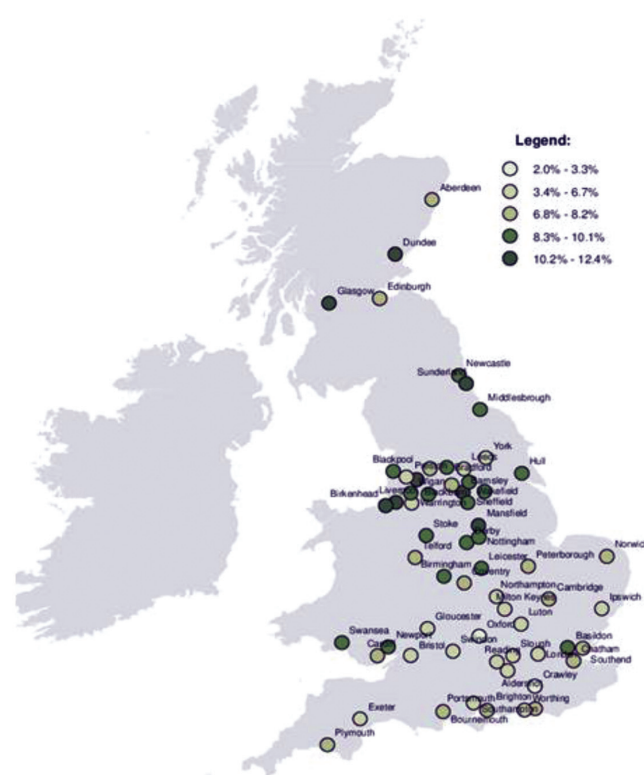 Legend:
2.0% - 3.3%
3.4% - 6.7%
6.8% - 8.2%
8.3% - 10.1%
10.2% - 12.4%
Aberdeen
Dundee
Glasgow
Edinburgh
Newcastle
Sunderland
Middlesbrough
York
Leeds
Blackpool
Bradford
Hull
Barnsley
Wakefield
Birkenhead
Warrington
Sheffield
Mansfield
Stoke
Derby
Nottingham
Telford
Norwic
Leicester
Peterborough
Birmingham
Coventry
Northampton
Cambridge
Milton Keynes
Ipswich
Gloucester
Luton
Oxford
Swansea
Newport
Swindon
Slough
Basildon
Bristol
Reading
London
Chatham
Southend
Crawley
Aldershot
Portsmouth
Brighton
Worthing
Exeter
Southampton
Bournemouth
Plymouth